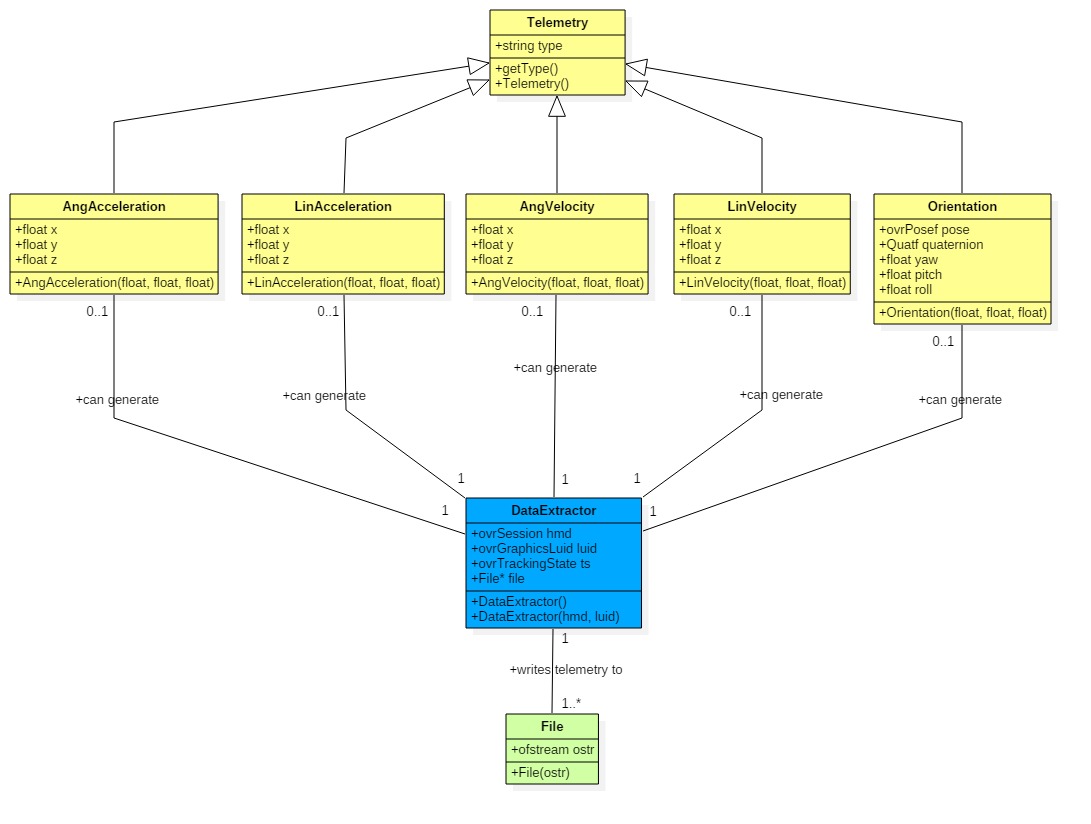 Telemetry
+string type
+getType()
+Telemetry()
AngAcceleration
+float x
+float y
+float z
+AngAcceleration(float, float, float)
LinAcceleration
+float x
+float y
+float z
+LinAcceleration(float, float, float)
AngVelocity
+float x
+float y
+float z
+AngVelocity(float, float, float)
LinVelocity
+float x
+float y
+float z
+LinVelocity(float, float, float)
Orientation
+ovrPosef pose
+Quatf quaternion
+float yaw
+float pitch
+float roll
+Orientation(float, float, float)
0..1
0..1
0..1
0..1
0..1
+can generate
+can generate
+can generate
+can generate
+can generate
1
1
1
1
1
DataExtractor
+ovrSession hmd
+ovrGraphicsLuid luid
+ovrTrackingState ts
+File* file
+DataExtractor()
+DataExtractor(hmd, luid)
1
+writes telemetry to
1..*
File
+ofstream ostr
+File(ostr)